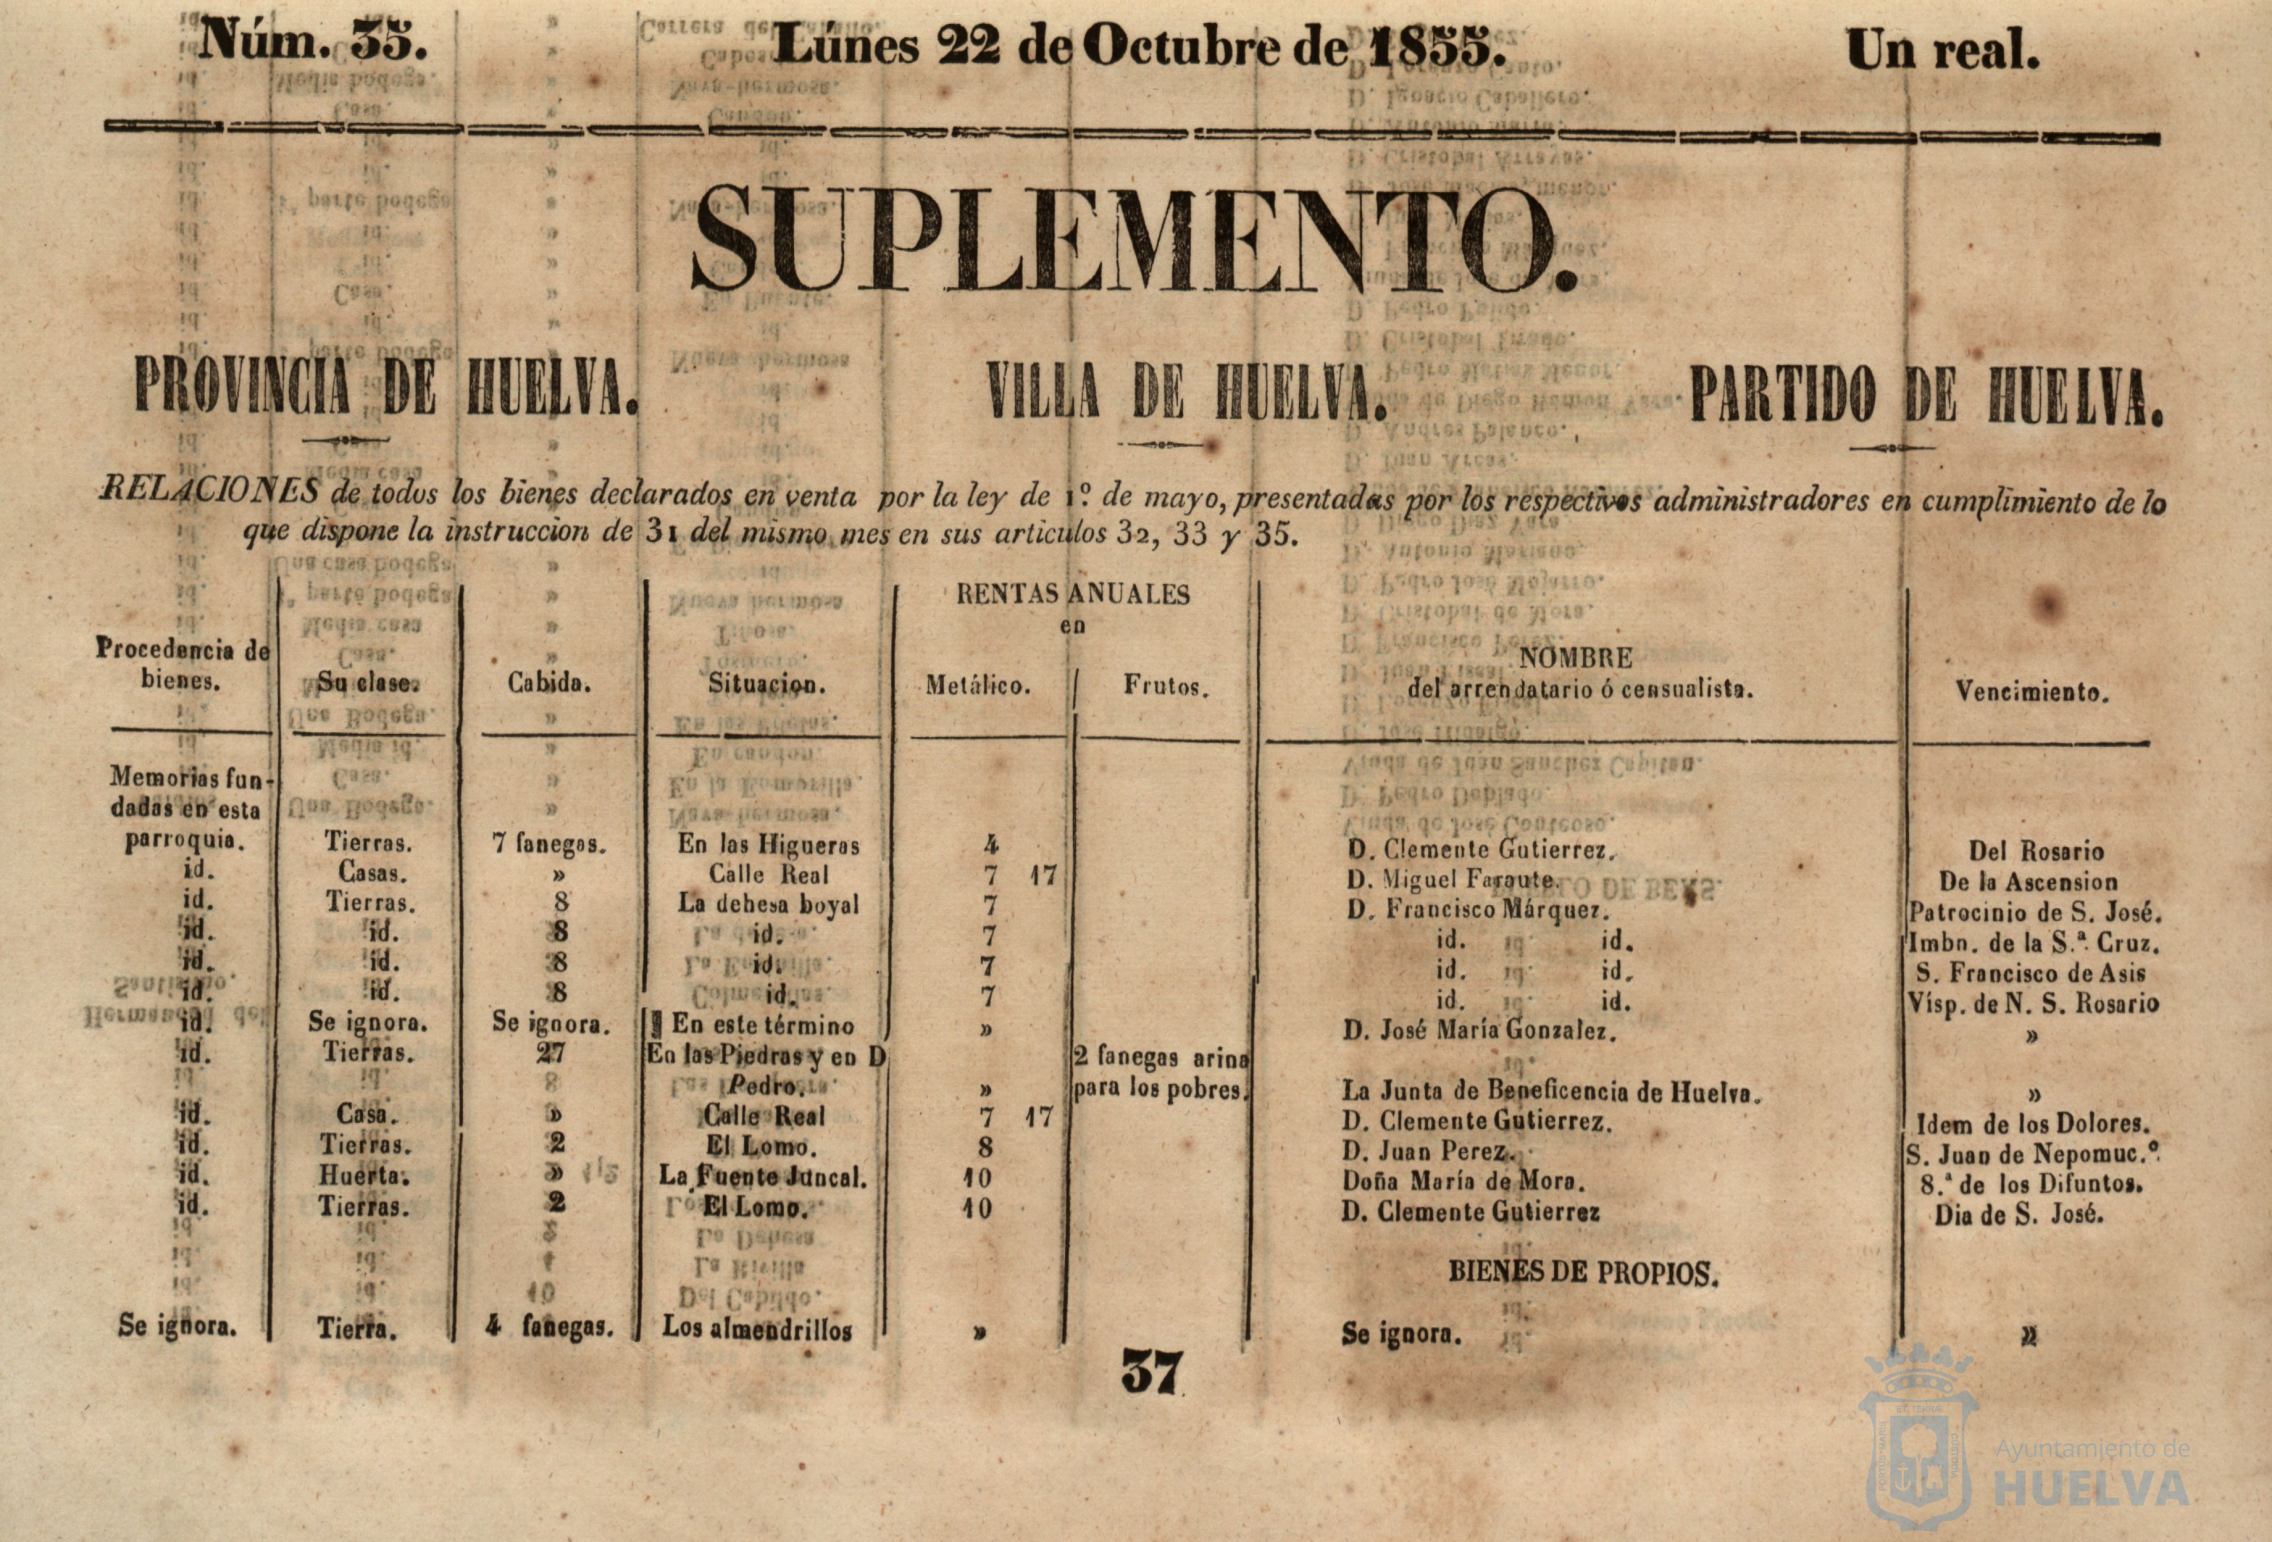 Núm. 35. Lúnes 22 de Octubre de 1855. Un real.
SUPLEMENTO.
PROVINCIA DE HUELVA. VILLA DE HUELVA. PARTIDO DE HUELVA.
RELACIONES de todos los bienes declarados en venta por la ley de 1º. de mayo, presentadas por los respectivos administradores en cumplimiento de lo
que dispone la instruccion de 31 del mismo mes en sus articulos 32, 33 y 35.
RENTAS ANUALES
en
Procedencia de NOMBRE
bienes. Su clase. Cabida. Situacion. Metálico. Frutos. del arrendatario ó censualista. Vencimiento.
Memorias fun-
dadas en esta
parroquia. Tierras. 7 fanegas. En las Higueras 4 D. Clemente Gutierrez. Del Rosario
id. Casas. » Calle Real 7 17 D. Miguel Faraute. De la Ascension
id. Tierras. 8 La dehesa boyal 7 D. Francisco Márquez. Patrocinio de S. José.
id. id. 8 id. 7 id. id. Imbn. de la S.ª Cruz.
id. id. 8 id. 7 id. id. S. Francisco de Asis
id. id. 8 id. 7 id. id. Vísp. de N. S. Rosario
id. Se ignora. Se ignora. En este término » D. José María Gonzalez. »
id. Tierras. 27 En las Piedras y en D 2 fanegas arina
Pedro. » para los pobres. La Junta de Beneficencia de Huelva. »
id. Casa. » Calle Real 7 17 D. Clemente Gutierrez. Idem de los Dolores.
id. Tierras. 2 El Lomo. 8 D. Juan Perez. S. Juan de Nepomuc.º
id. Huerta. » La Fuente Juncal. 10 Doña María de Mora. 8.ª de los Difuntos.
id. Tierras. 2 El Lomo. 10 D. Clemente Gutierrez Dia de S. José.
BIENES DE PROPIOS.
Se ignora. Tierra. 4 fanegas. Los almendrillos » Se ignora. »
37
Ayuntamiento de
HUELVA